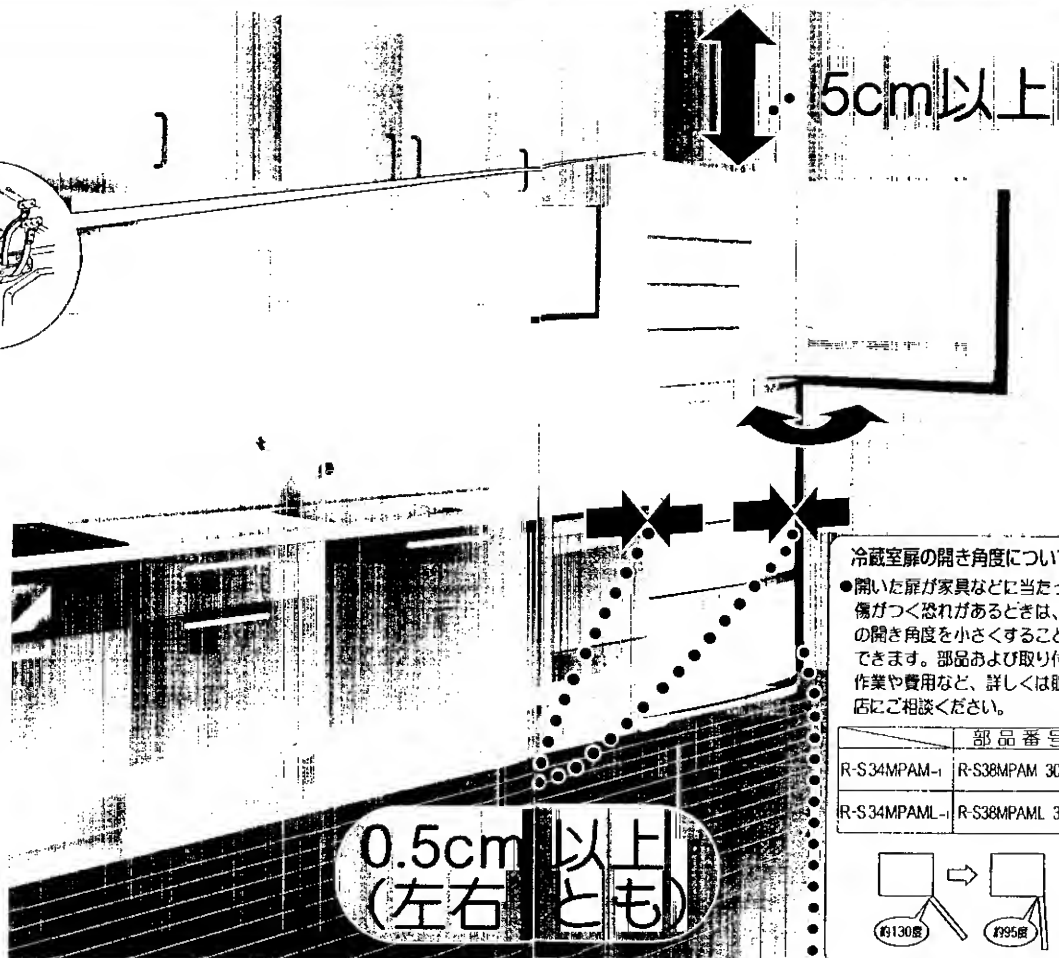 5cm以上
冷蔵室扉の開き角度につい
●開いた扉が家具などに当たっ
傷がつく恐れがあるときは、
の開き角度を小さくすること
できます。部品および取り付
作業や費用など、詳しくは販
店にご相談ください。
部品番号
R-S34MPAM-1 R-S38MPAM 30
R-S34MPAML-1 R-S38MPAML 3
約130度 約95度
0.5cm以上
(左右とも)